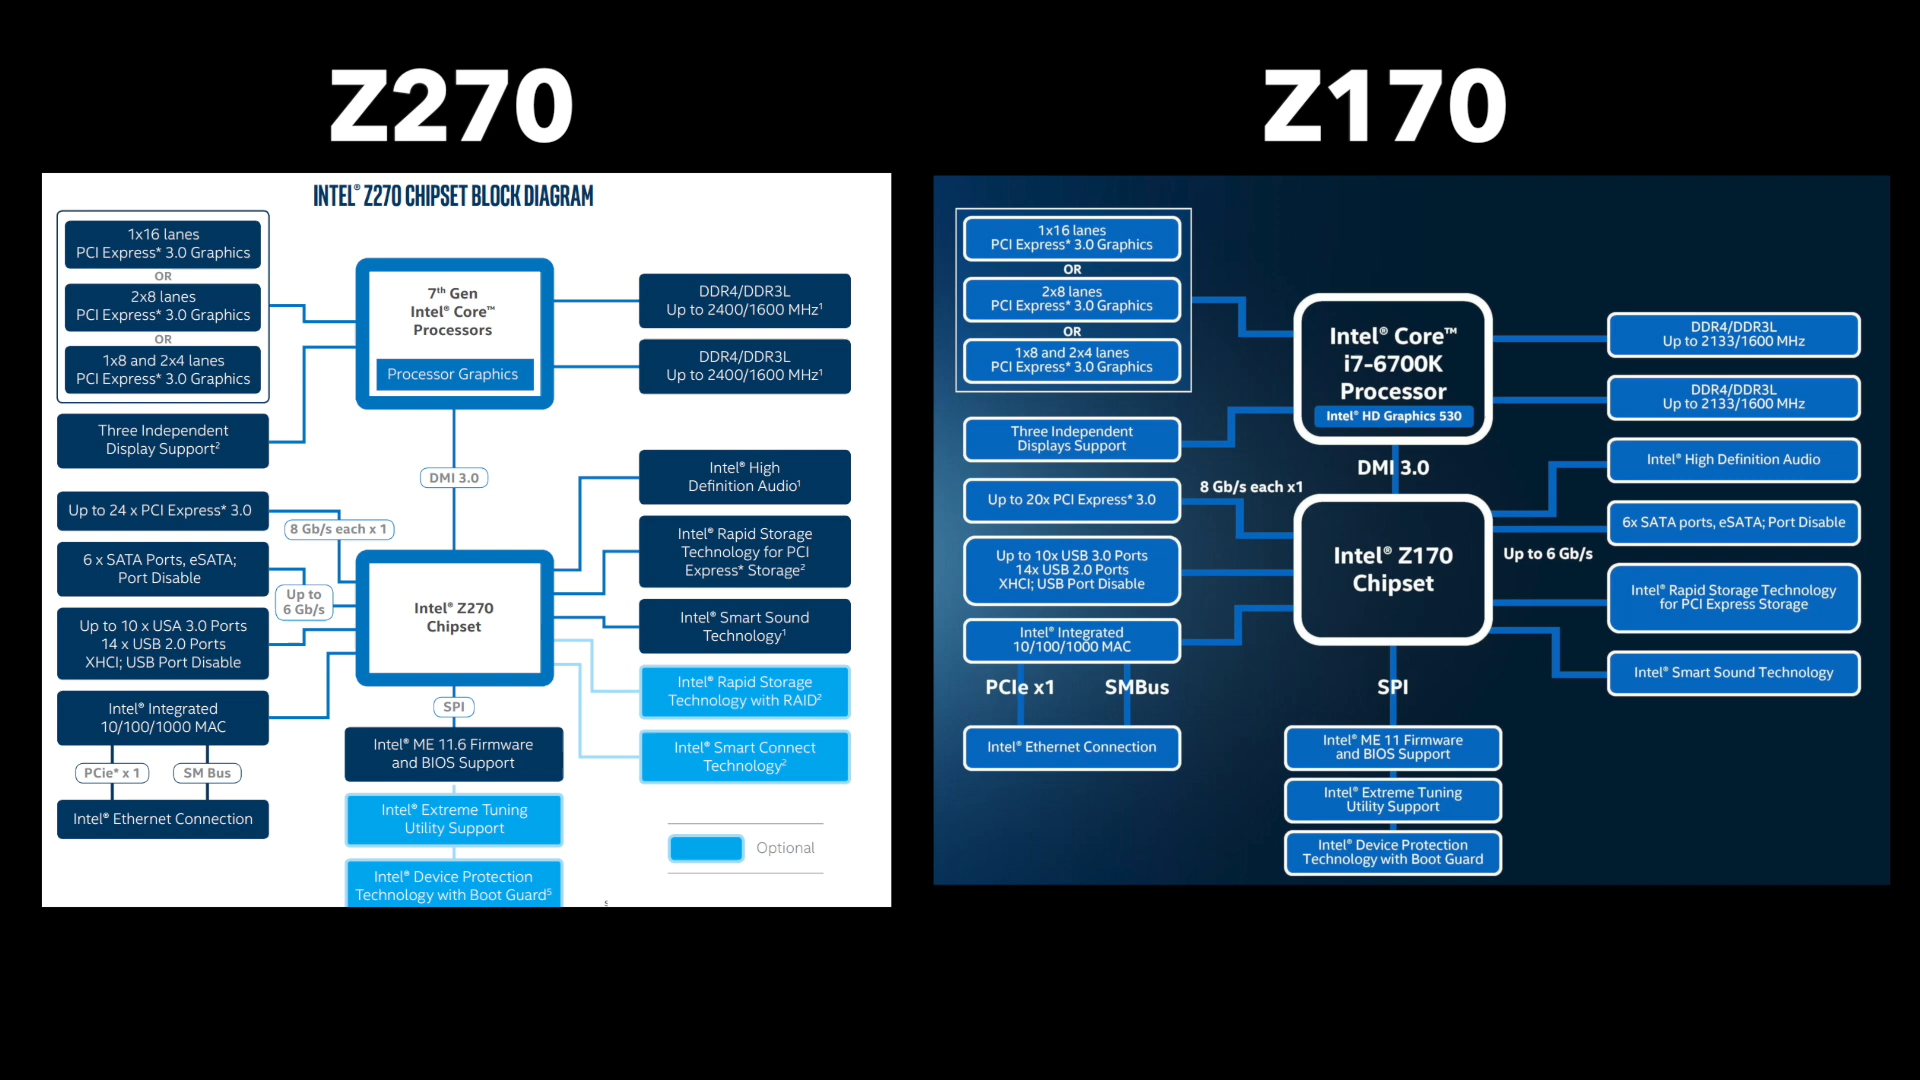 Z270
Z170
INTEL® Z270 CHIPSET BLOCK DIAGRAM
1x16 lanes
PCI Express* 3.0 Graphics
OR
2x8 lanes
PCI Express* 3.0 Graphics
OR
1x8 and 2x4 lanes
PCI Express* 3.0 Graphics
Three Independent
Display Support²
Up to 24 x PCI Express* 3.0
8 Gb/s each x 1
6 x SATA Ports, eSATA;
Port Disable
Up to
6 Gb/s
Up to 10 x USA 3.0 Ports
14 x USB 2.0 Ports
XHCI; USB Port Disable
Intel® Integrated
10/100/1000 MAC
PCIe* x 1
SM Bus
Intel® Ethernet Connection
7th Gen
Intel® Core™
Processors
Processor Graphics
DMI 3.0
Intel® Z270
Chipset
SPI
Intel® ME 11.6 Firmware
and BIOS Support
Intel® Extreme Tuning
Utility Support
Intel® Device Protection
Technology with Boot Guard⁵
DDR4/DDR3L
Up to 2400/1600 MHz¹
DDR4/DDR3L
Up to 2400/1600 MHz¹
Intel® High
Definition Audio¹
Intel® Rapid Storage
Technology for PCI
Express* Storage²
Intel® Smart Sound
Technology¹
Intel® Rapid Storage
Technology with RAID²
Intel® Smart Connect
Technology²
Optional
1x16 lanes
PCI Express* 3.0 Graphics
OR
2x8 lanes
PCI Express* 3.0 Graphics
OR
1x8 and 2x4 lanes
PCI Express* 3.0 Graphics
Three Independent
Displays Support
Up to 20x PCI Express* 3.0
8 Gb/s each x1
Up to 10x USB 3.0 Ports
14x USB 2.0 Ports
XHCI; USB Port Disable
Intel® Integrated
10/100/1000 MAC
PCIe x1
SMBus
Intel® Ethernet Connection
Intel® Core™
i7-6700K
Processor
Intel® HD Graphics 530
DMI 3.0
Intel® Z170
Chipset
SPI
Intel® ME 11 Firmware
and BIOS Support
Intel® Extreme Tuning
Utility Support
Intel® Device Protection
Technology with Boot Guard
DDR4/DDR3L
Up to 2133/1600 MHz
DDR4/DDR3L
Up to 2133/1600 MHz
Intel® High Definition Audio
6x SATA ports, eSATA; Port Disable
Up to 6 Gb/s
Intel® Rapid Storage Technology
for PCI Express Storage
Intel® Smart Sound Technology